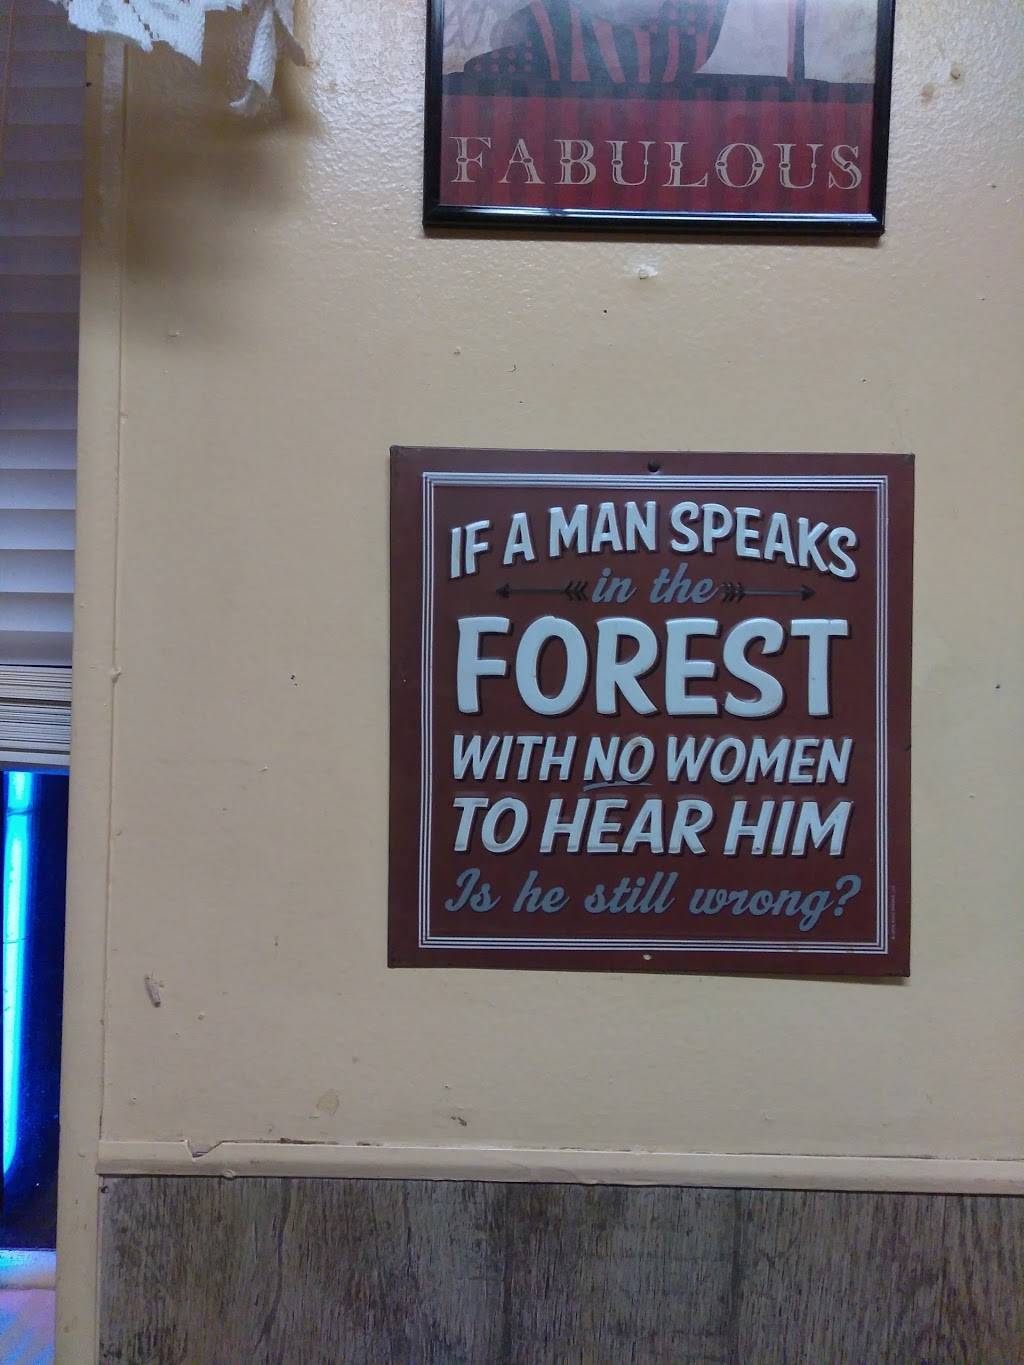 FABULOUS
IF A MAN SPEAKS
in the
FOREST
WITH NO WOMEN
TO HEAR HIM
Is he still wrong?